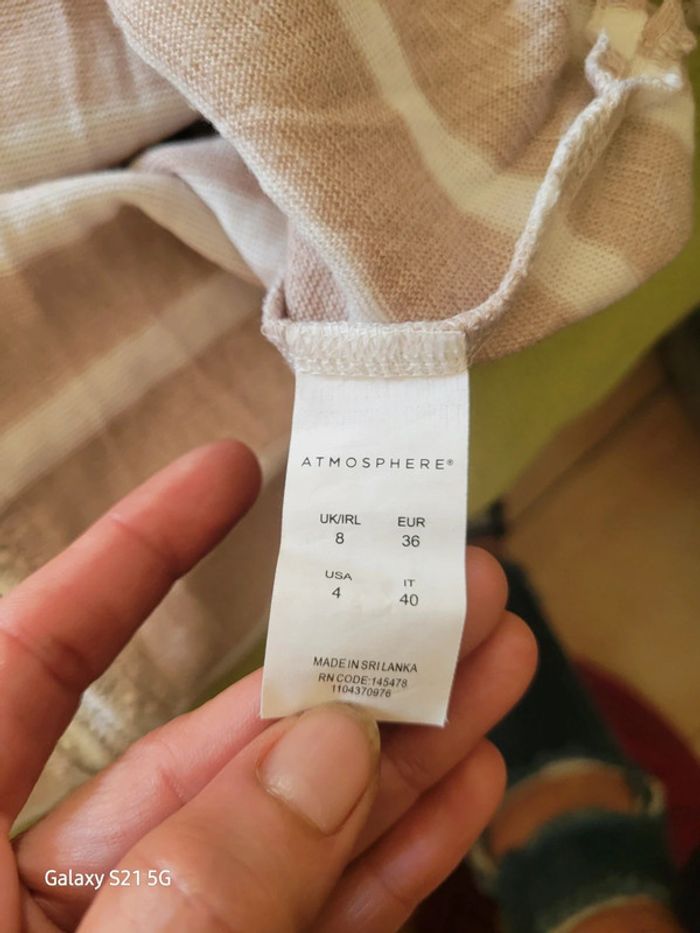 ATMOSPHERE®
UK/IRL EUR
8 36
USA IT
4 40
MADE IN SRI LANKA
RN CODE:145478
1104370976
Galaxy S21 5G